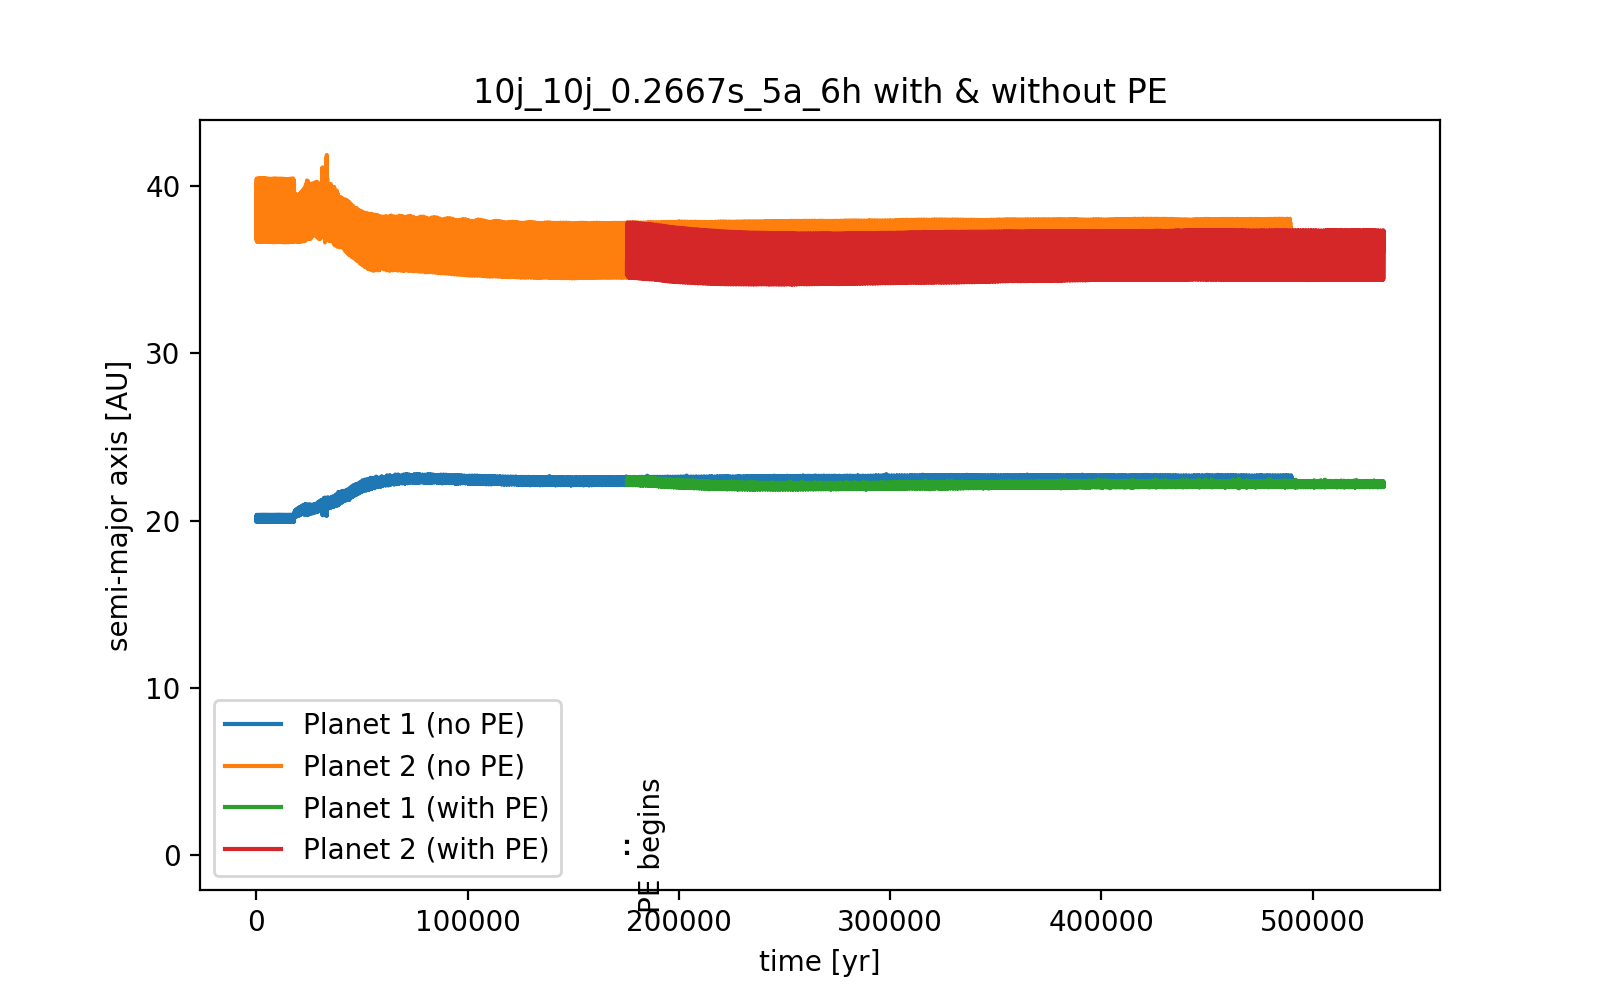 10j_10j_0.2667s_5a_6h with & without PE
semi-major axis [AU]
40
30
20
10
0
Planet 1 (no PE)
Planet 2 (no PE)
Planet 1 (with PE)
Planet 2 (with PE)
PE begins
0
100000
200000
300000
400000
500000
time [yr]